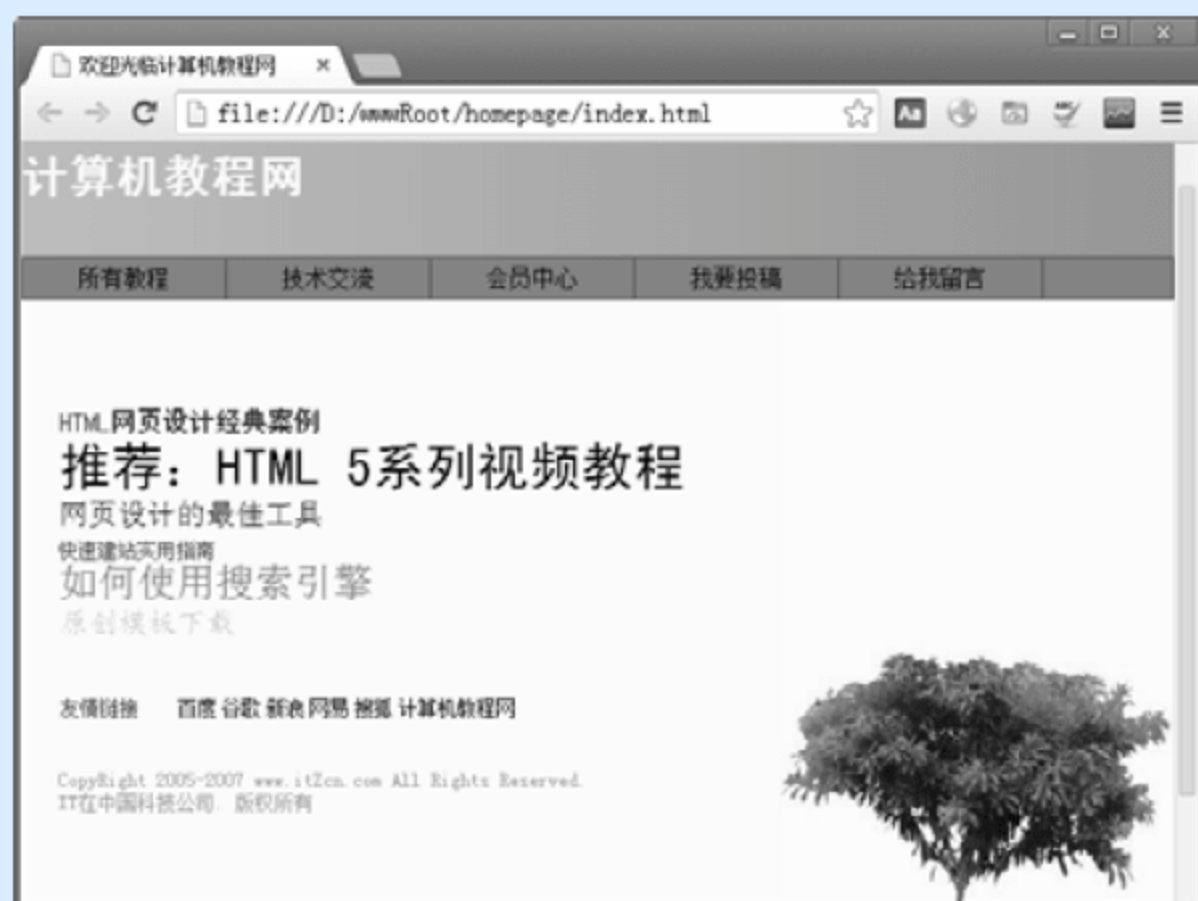 欢迎光临计算机教程网
file:///D:/wwwRoot/homepage/index.html
计算机教程网
所有教程 技术交流 会员中心 我要投稿 给我留言
HTML网页设计经典案例
推荐：HTML 5系列视频教程
网页设计的最佳工具
快速建站实用指南
如何使用搜索引擎
原创模板下载
友情链接 百度 谷歌 新浪 网易 搜狐 计算机教程网
CopyRight 2005-2007 www.itZcn.com All Rights Reserved.
IT在中国科技公司. 版权所有